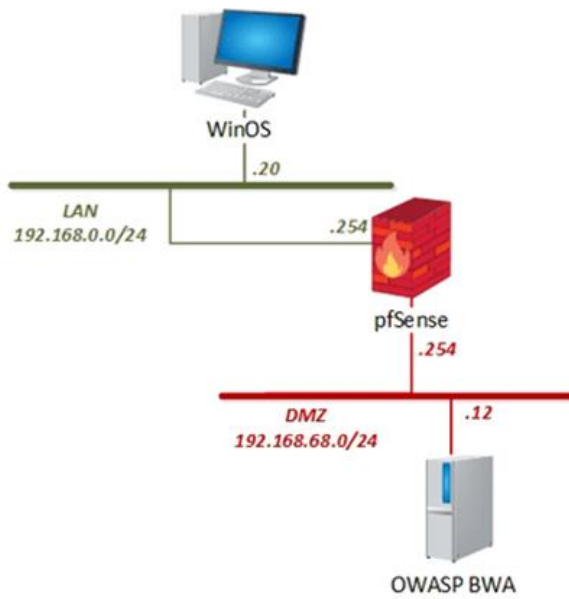 WinOS
.20
LAN
192.168.0.0/24
.254
pfSense
.254
DMZ
192.168.68.0/24
.12
OWASP BWA